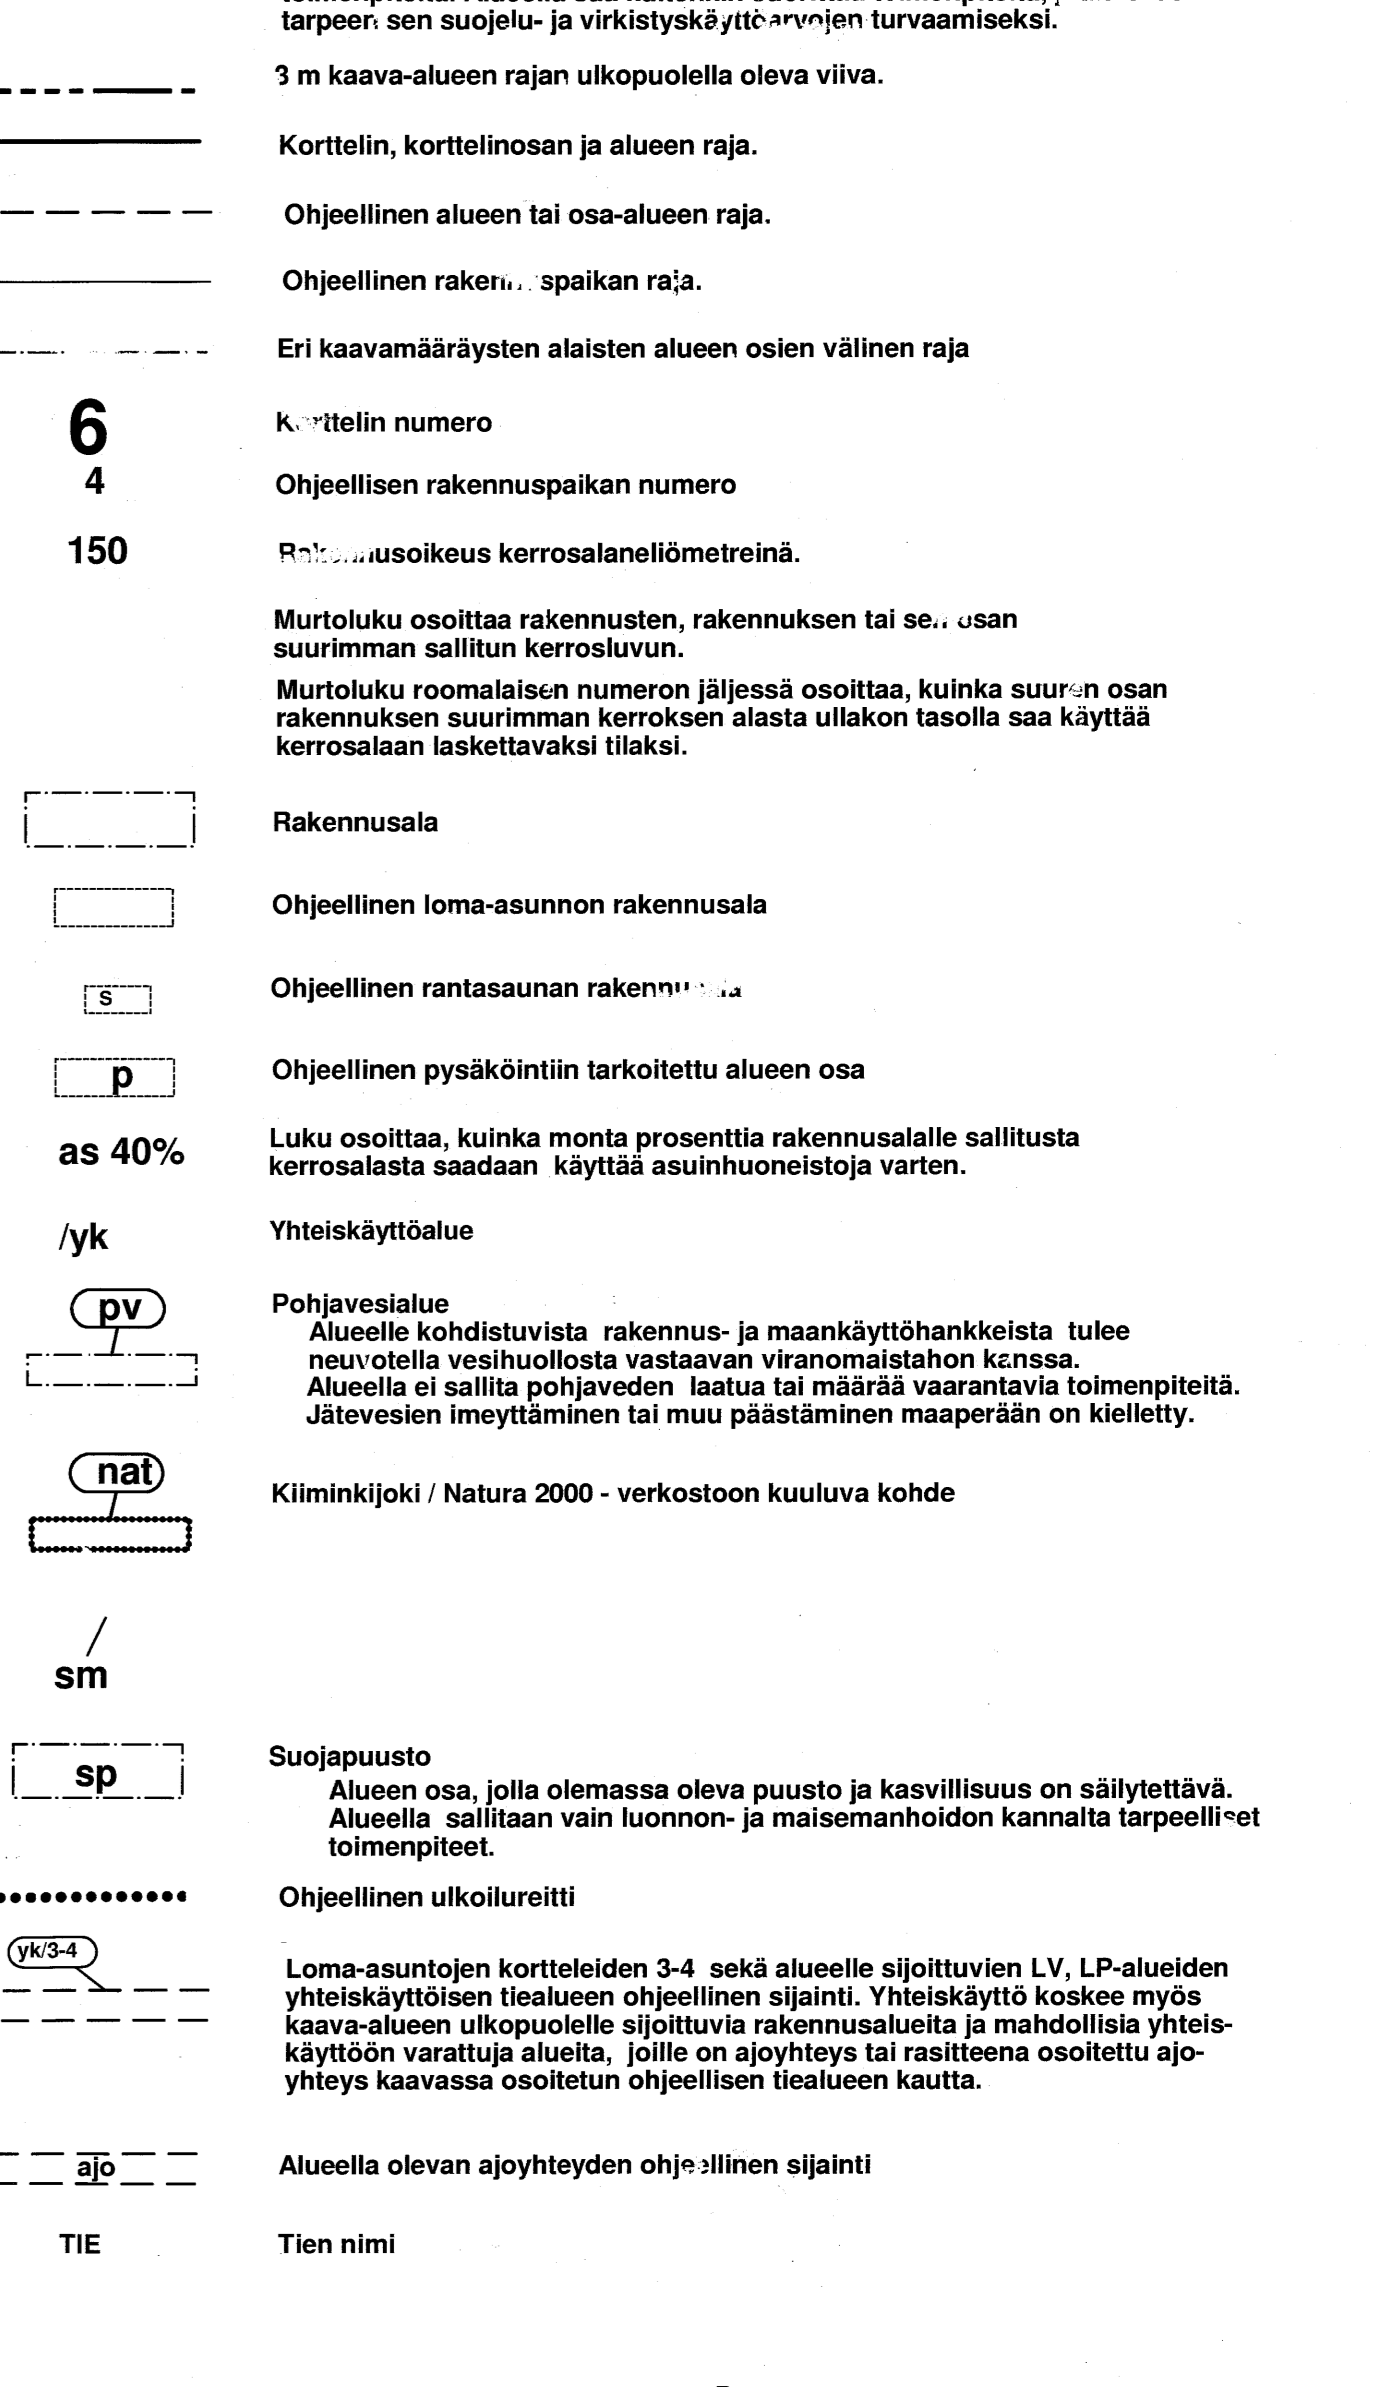 tarpeen sen suojelu- ja virkistyskäyttöarvojen turvaamiseksi.
3 m kaava-alueen rajan ulkopuolella oleva viiva.
Korttelin, korttelinosan ja alueen raja.
Ohjeellinen alueen tai osa-alueen raja.
Ohjeellinen rakennuspaikan raja.
Eri kaavamääräysten alaisten alueen osien välinen raja
6 Korttelin numero
4 Ohjeellisen rakennuspaikan numero
150 Rakennusoikeus kerrosalaneliömetreinä.
Murtoluku osoittaa rakennusten, rakennuksen tai sen osan
suurimman sallitun kerrosluvun.
Murtoluku roomalaisen numeron jäljessä osoittaa, kuinka suuren osan
rakennuksen suurimman kerroksen alasta ullakon tasolla saa käyttää
kerrosalaan laskettavaksi tilaksi.
Rakennusala
Ohjeellinen loma-asunnon rakennusala
s Ohjeellinen rantasaunan rakennusala
p Ohjeellinen pysäköintiin tarkoitettu alueen osa
as 40% Luku osoittaa, kuinka monta prosenttia rakennusalalle sallitusta
kerrosalasta saadaan käyttää asuinhuoneistoja varten.
/yk Yhteiskäyttöalue
pv Pohjavesialue
Alueelle kohdistuvista rakennus- ja maankäyttöhankkeista tulee
neuvotella vesihuollosta vastaavan viranomaistahon kanssa.
Alueella ei sallita pohjaveden laatua tai määrää vaarantavia toimenpiteitä.
Jätevesien imeyttäminen tai muu päästäminen maaperään on kielletty.
nat Kiiminkijoki / Natura 2000 - verkostoon kuuluva kohde
/
sm
sp Suojapuusto
Alueen osa, jolla olemassa oleva puusto ja kasvillisuus on säilytettävä.
Alueella sallitaan vain luonnon- ja maisemanhoidon kannalta tarpeelliset
toimenpiteet.
Ohjeellinen ulkoilureitti
yk/3-4
Loma-asuntojen kortteleiden 3-4 sekä alueelle sijoittuvien LV, LP-alueiden
yhteiskäyttöisen tiealueen ohjeellinen sijainti. Yhteiskäyttö koskee myös
kaava-alueen ulkopuolelle sijoittuvia rakennusalueita ja mahdollisia yhteis-
käyttöön varattuja alueita, joille on ajoyhteys tai rasitteena osoitettu ajo-
yhteys kaavassa osoitetun ohjeellisen tiealueen kautta.
ajo Alueella olevan ajoyhteyden ohjeellinen sijainti
TIE Tien nimi